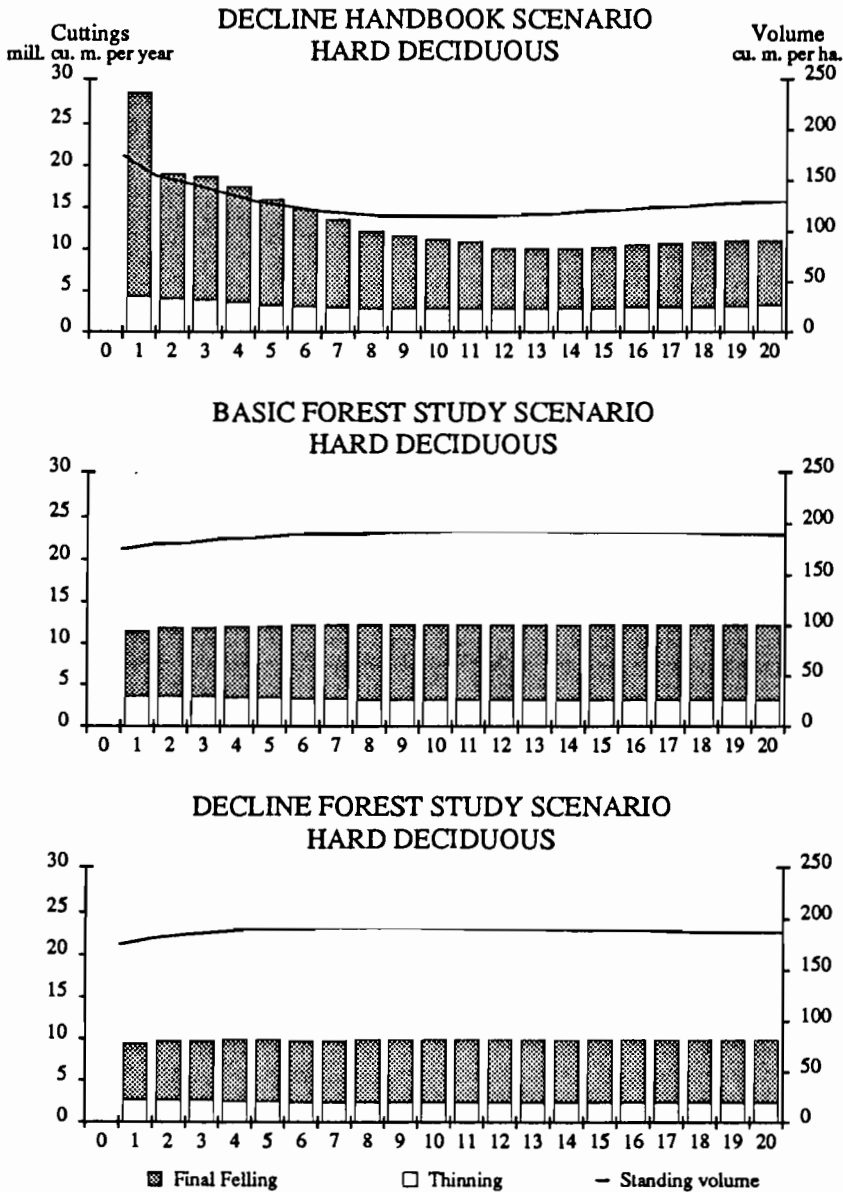 DECLINE HANDBOOK SCENARIO
HARD DECIDUOUS
Cuttings
mill. cu. m. per year
Volume
cu. m. per ha.
30
25
20
15
10
5
0
250
200
150
100
50
0
0 1 2 3 4 5 6 7 8 9 10 11 12 13 14 15 16 17 18 19 20
BASIC FOREST STUDY SCENARIO
HARD DECIDUOUS
30
25
20
15
10
5
0
250
200
150
100
50
0
0 1 2 3 4 5 6 7 8 9 10 11 12 13 14 15 16 17 18 19 20
DECLINE FOREST STUDY SCENARIO
HARD DECIDUOUS
30
25
20
15
10
5
0
250
200
150
100
50
0
0 1 2 3 4 5 6 7 8 9 10 11 12 13 14 15 16 17 18 19 20
Final Felling Thinning Standing volume